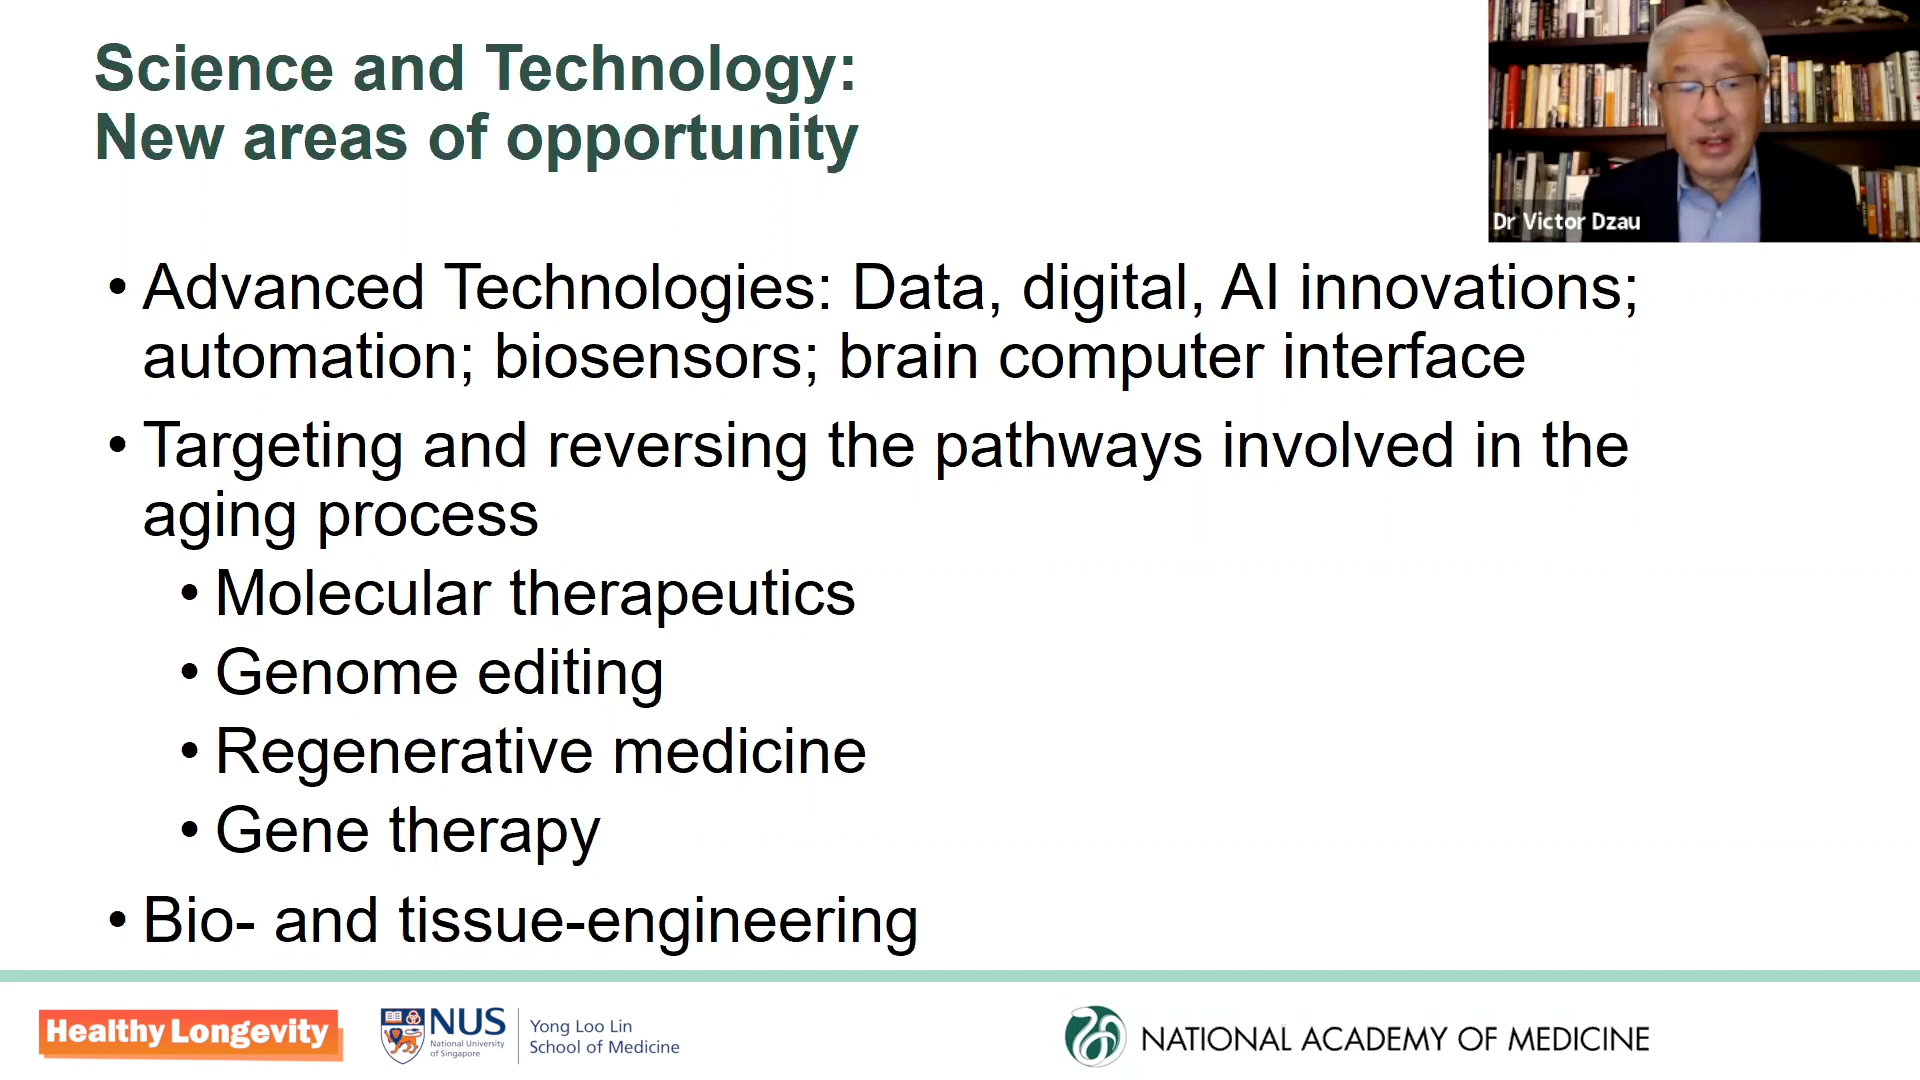 Science and Technology:
New areas of opportunity
Dr Victor Dzau
• Advanced Technologies: Data, digital, AI innovations;
automation; biosensors; brain computer interface
• Targeting and reversing the pathways involved in the
aging process
• Molecular therapeutics
• Genome editing
• Regenerative medicine
• Gene therapy
• Bio- and tissue-engineering
Healthy Longevity
NUS
National University
of Singapore
Yong Loo Lin
School of Medicine
NATIONAL ACADEMY OF MEDICINE